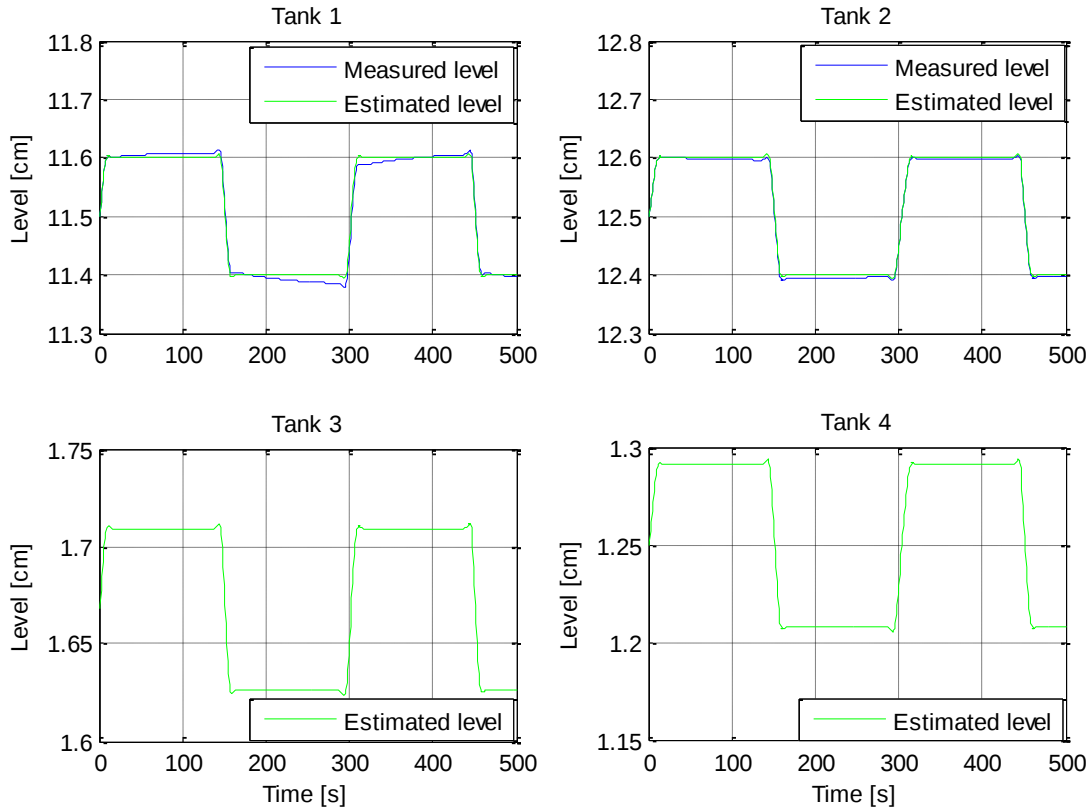 Tank 1
11.8
11.7
11.6
11.5
11.4
11.3
Level [cm]
Measured level
Estimated level
0 100 200 300 400 500
Tank 2
12.8
12.7
12.6
12.5
12.4
12.3
Level [cm]
Measured level
Estimated level
0 100 200 300 400 500
Tank 3
1.75
1.7
1.65
1.6
Level [cm]
Estimated level
0 100 200 300 400 500
Time [s]
Tank 4
1.3
1.25
1.2
1.15
Level [cm]
Estimated level
0 100 200 300 400 500
Time [s]